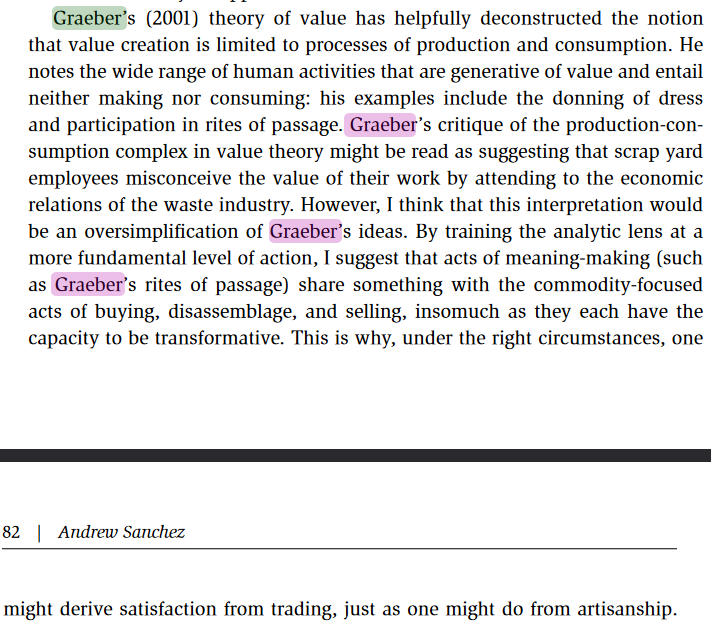 Graeber’s (2001) theory of value has helpfully deconstructed the notion
that value creation is limited to processes of production and consumption. He
notes the wide range of human activities that are generative of value and entail
neither making nor consuming: his examples include the donning of dress
and participation in rites of passage. Graeber’s critique of the production-con-
sumption complex in value theory might be read as suggesting that scrap yard
employees misconceive the value of their work by attending to the economic
relations of the waste industry. However, I think that this interpretation would
be an oversimplification of Graeber’s ideas. By training the analytic lens at a
more fundamental level of action, I suggest that acts of meaning-making (such
as Graeber’s rites of passage) share something with the commodity-focused
acts of buying, disassemblage, and selling, insomuch as they each have the
capacity to be transformative. This is why, under the right circumstances, one
82 | Andrew Sanchez
might derive satisfaction from trading, just as one might do from artisanship.